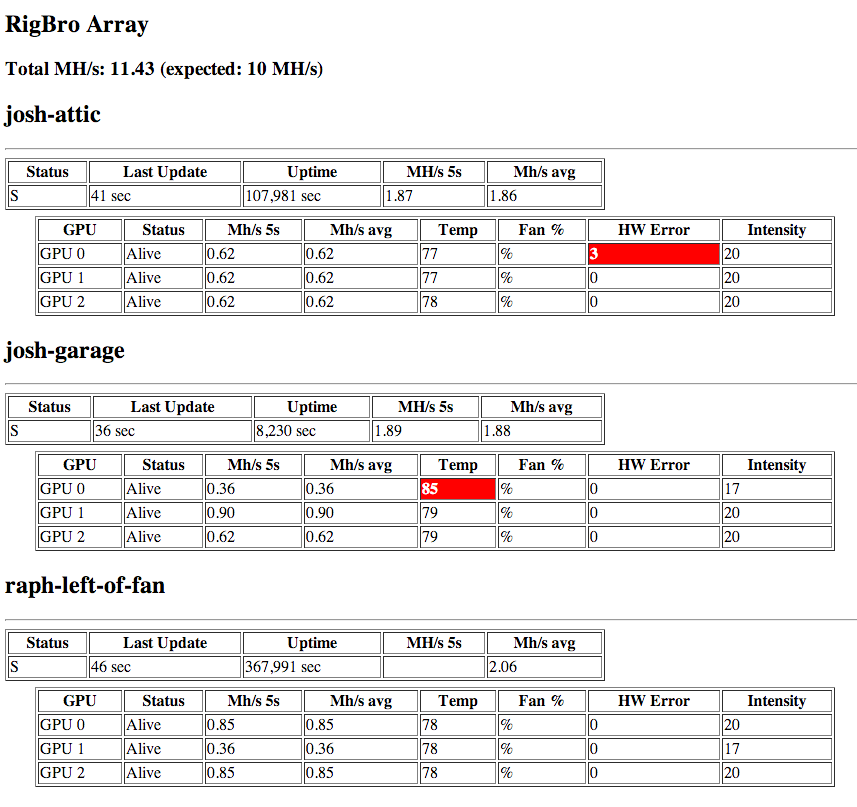 RigBro Array
Total MH/s: 11.43 (expected: 10 MH/s)
josh-attic
Status Last Update Uptime MH/s 5s Mh/s avg
S 41 sec 107,981 sec 1.87 1.86
GPU Status Mh/s 5s Mh/s avg Temp Fan % HW Error Intensity
GPU 0 Alive 0.62 0.62 77 % 3 20
GPU 1 Alive 0.62 0.62 77 % 0 20
GPU 2 Alive 0.62 0.62 78 % 0 20
josh-garage
Status Last Update Uptime MH/s 5s Mh/s avg
S 36 sec 8,230 sec 1.89 1.88
GPU Status Mh/s 5s Mh/s avg Temp Fan % HW Error Intensity
GPU 0 Alive 0.36 0.36 85 % 0 17
GPU 1 Alive 0.90 0.90 79 % 0 20
GPU 2 Alive 0.62 0.62 79 % 0 20
raph-left-of-fan
Status Last Update Uptime MH/s 5s Mh/s avg
S 46 sec 367,991 sec 2.06
GPU Status Mh/s 5s Mh/s avg Temp Fan % HW Error Intensity
GPU 0 Alive 0.85 0.85 78 % 0 20
GPU 1 Alive 0.36 0.36 78 % 0 17
GPU 2 Alive 0.85 0.85 78 % 0 20